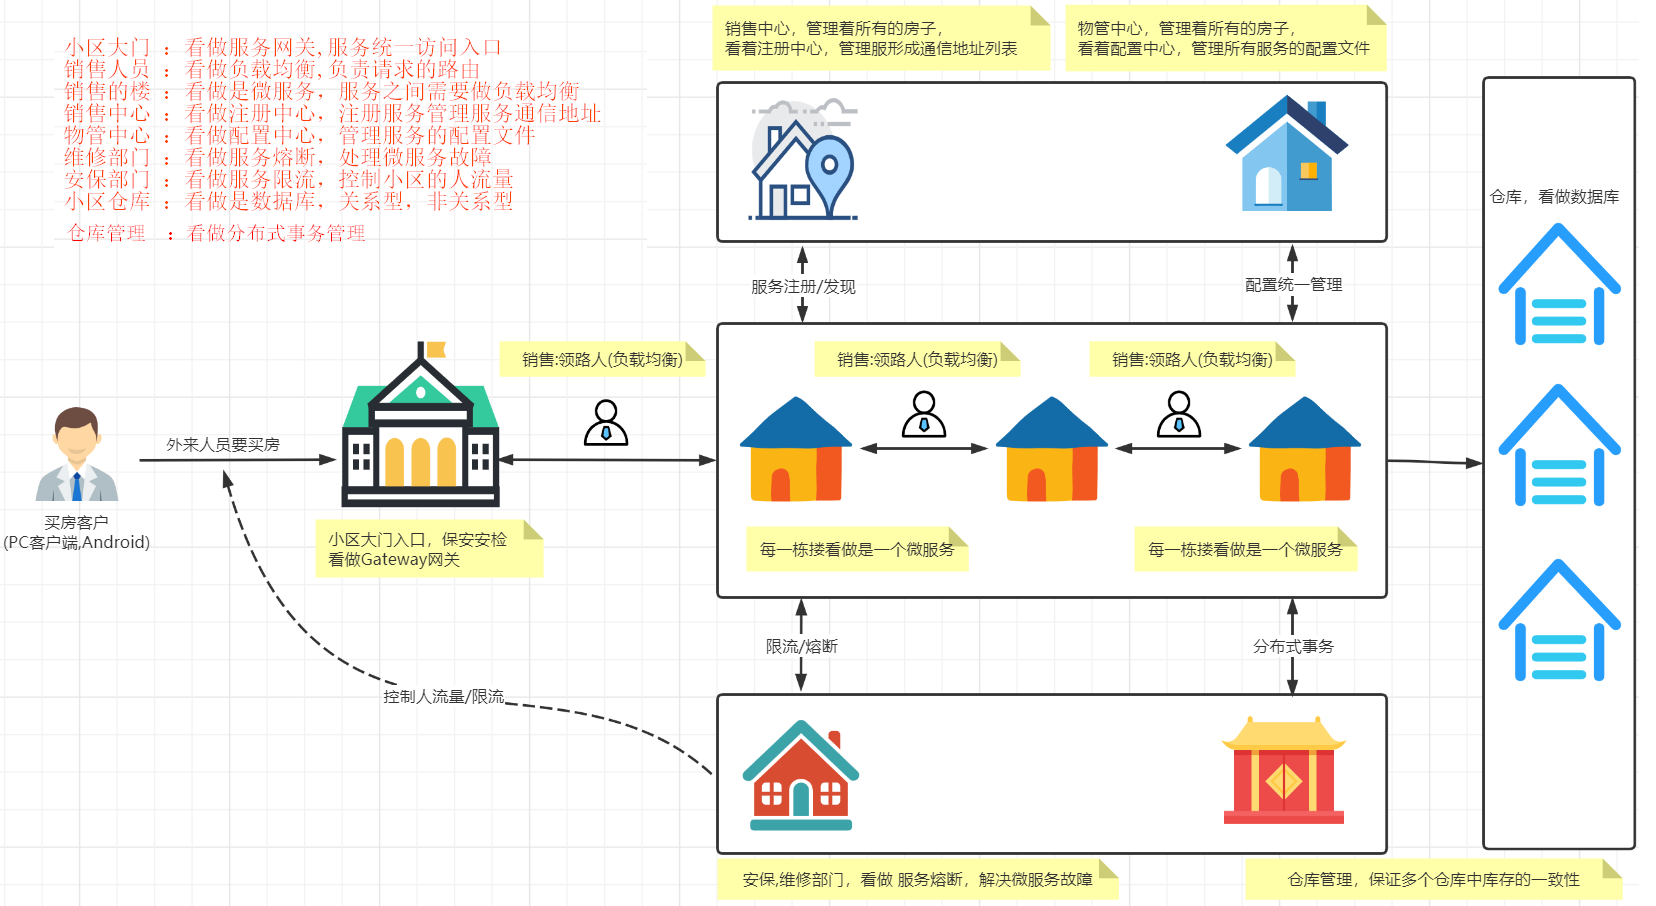 销售中心，管理着所有的房子，
看着注册中心，管理服形成通信地址列表
物管中心，管理着所有的房子，
看着配置中心，管理所有服务的配置文件
小区大门 ：看做服务网关,服务统一访问入口
销售人员 ：看做负载均衡,负责请求的路由
销售的楼 ：看做是微服务，服务之间需要做负载均衡
销售中心 ：看做注册中心，注册服务管理服务通信地址
物管中心 ：看做配置中心，管理服务的配置文件
维修部门 ：看做服务熔断，处理微服务故障
安保部门 ：看做服务限流，控制小区的人流量
小区仓库 ：看做是数据库，关系型，非关系型
仓库管理 ：看做分布式事务管理
仓库，看做数据库
服务注册/发现
配置统一管理
销售:领路人(负载均衡)
销售:领路人(负载均衡)
销售:领路人(负载均衡)
外来人员要买房
买房客户
(PC客户端,Android)
小区大门入口，保安安检
看做Gateway网关
每一栋搂看做是一个微服务
每一栋搂看做是一个微服务
限流/熔断
分布式事务
控制人流量/限流
安保,维修部门，看做 服务熔断，解决微服务故障
仓库管理，保证多个仓库中库存的一致性